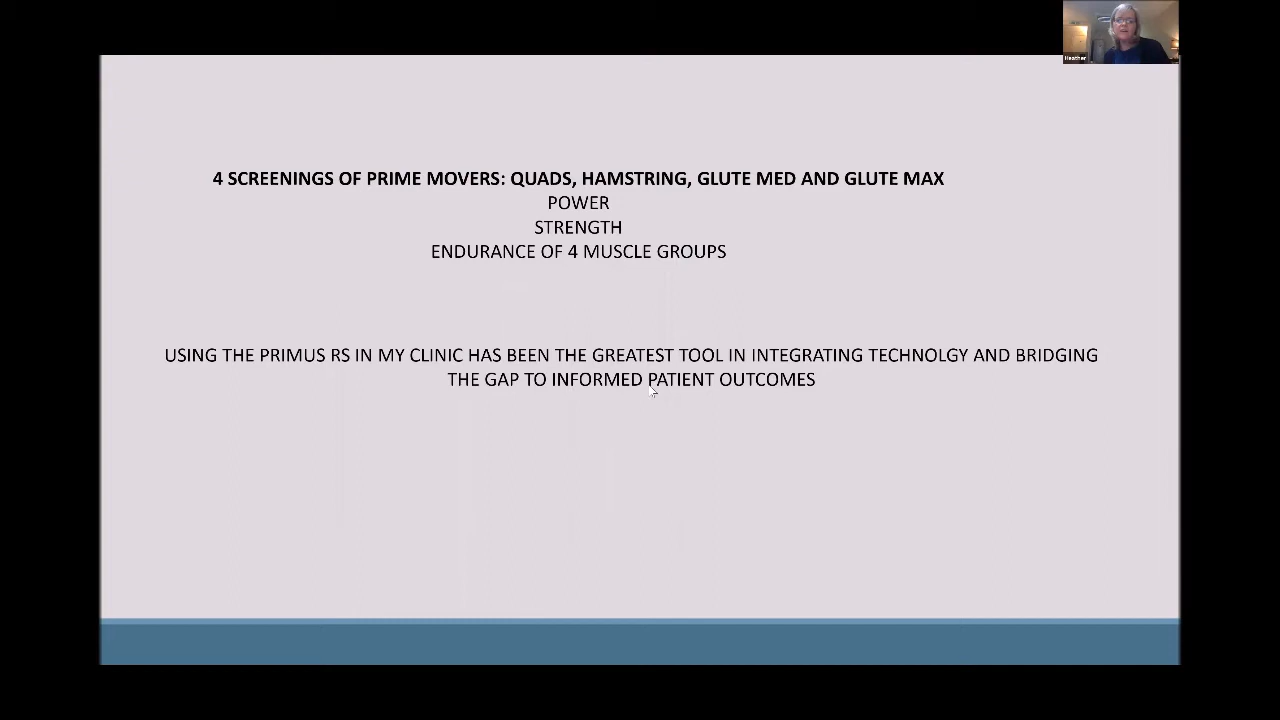 Heather
4 SCREENINGS OF PRIME MOVERS: QUADS, HAMSTRING, GLUTE MED AND GLUTE MAX
POWER
STRENGTH
ENDURANCE OF 4 MUSCLE GROUPS
USING THE PRIMUS RS IN MY CLINIC HAS BEEN THE GREATEST TOOL IN INTEGRATING TECHNOLGY AND BRIDGING
THE GAP TO INFORMED PATIENT OUTCOMES